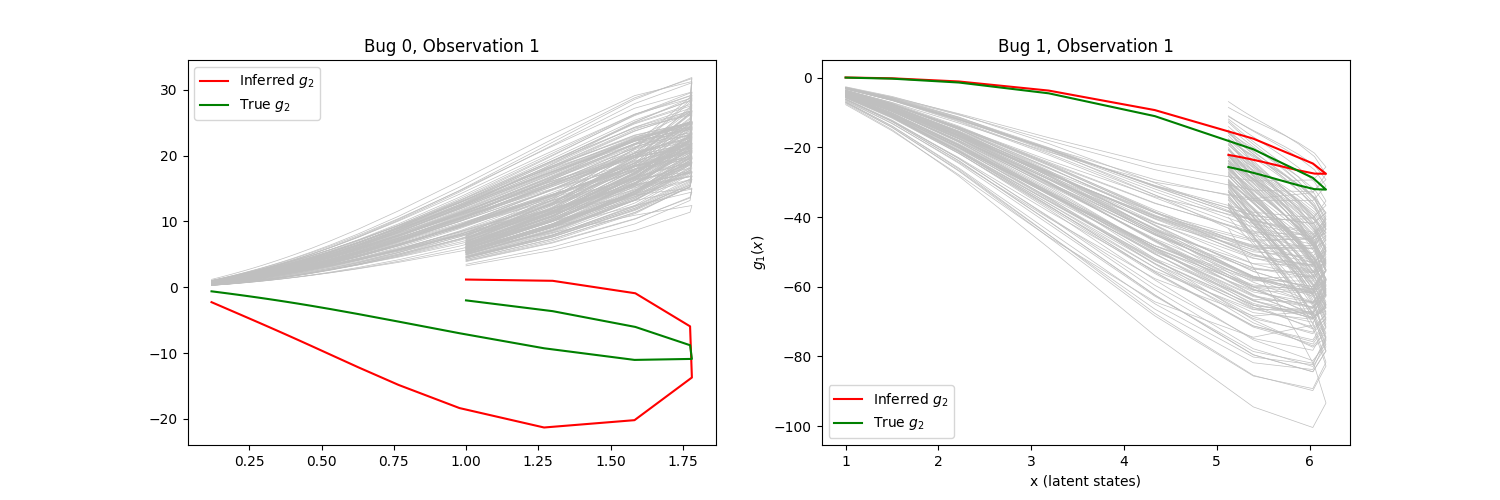 Bug 0, Observation 1
Inferred g₂
True g₂
30
20
10
0
−10
−20
0.25 0.50 0.75 1.00 1.25 1.50 1.75
Bug 1, Observation 1
0
−20
−40
−60
−80
−100
g₁(x)
Inferred g₂
True g₂
1 2 3 4 5 6
x (latent states)